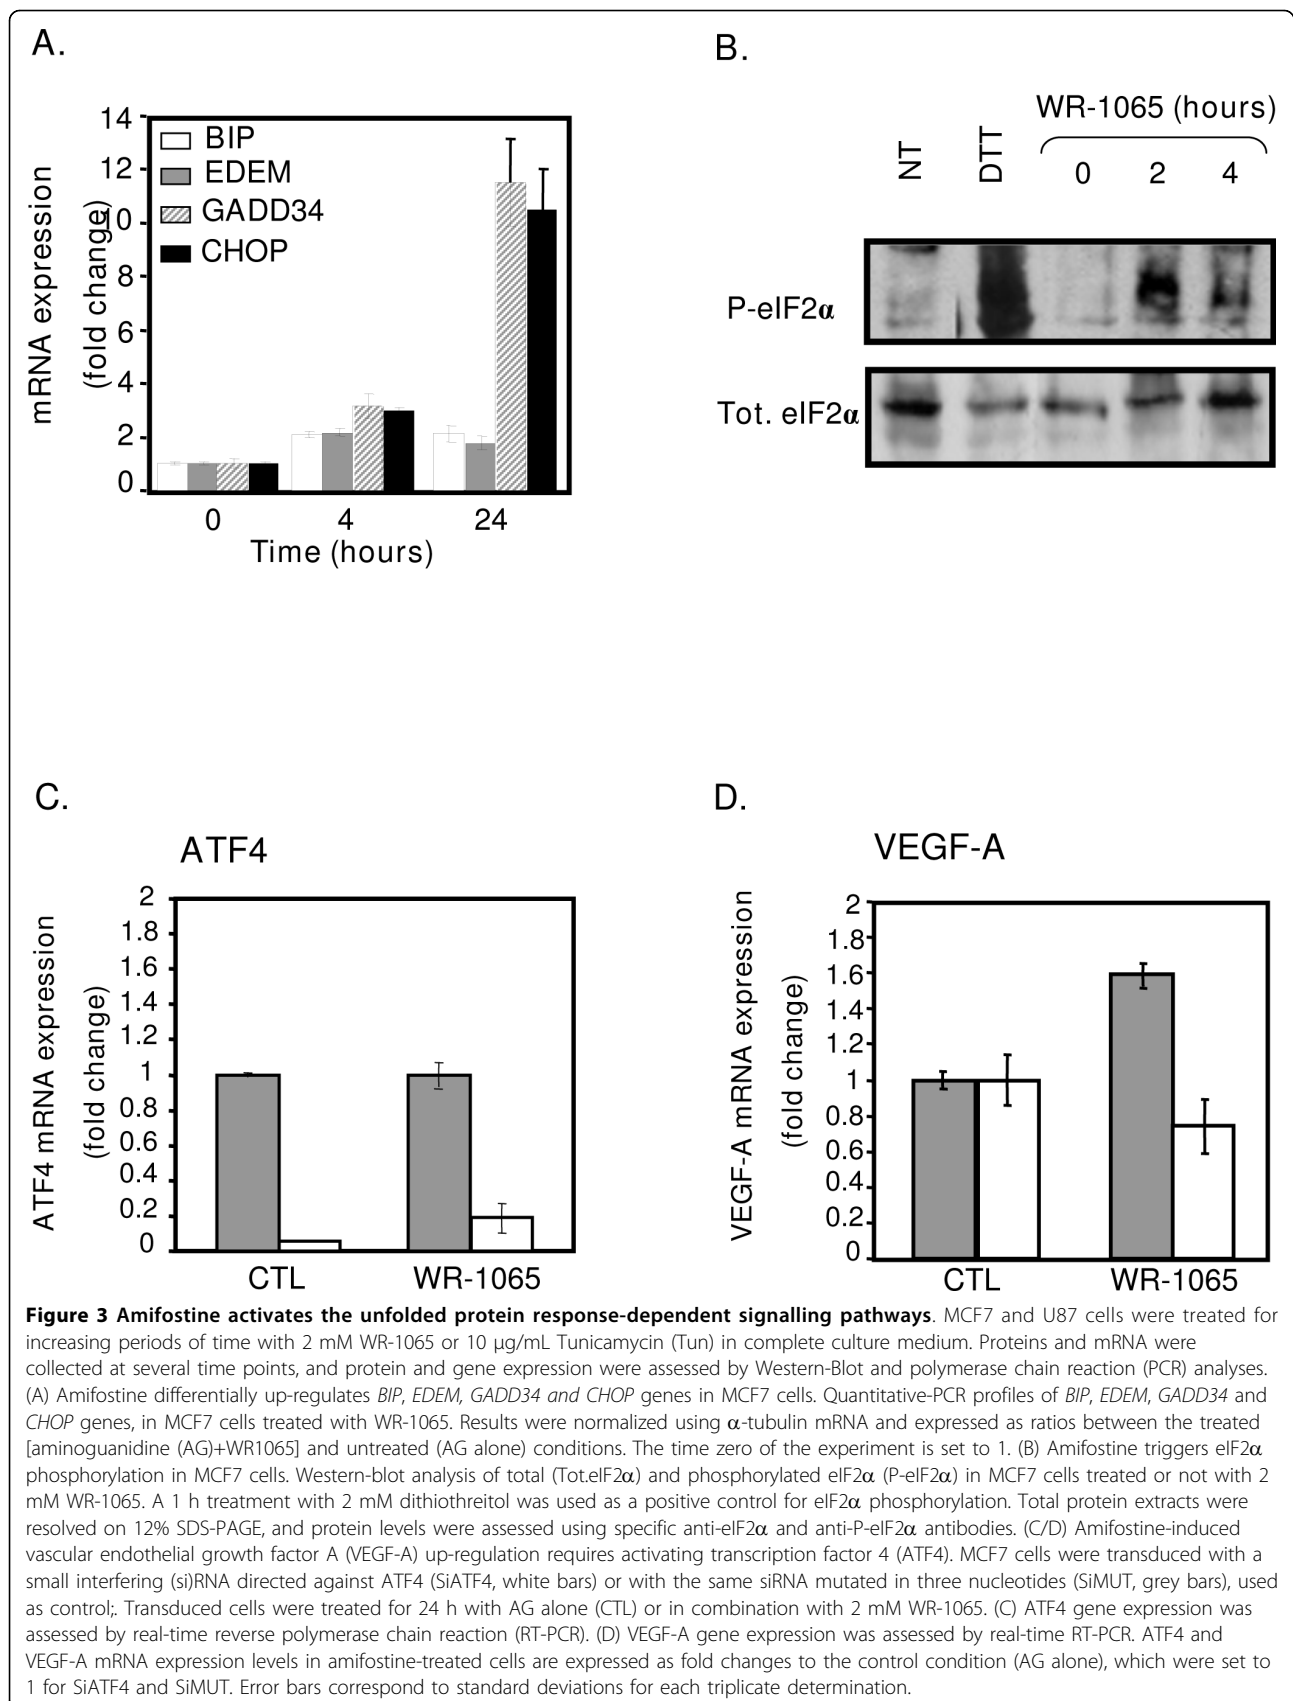 A.
mRNA expression
(fold change)
14
12
10
8
6
4
2
0
BIP
EDEM
GADD34
CHOP
0 4 24
Time (hours)
B.
WR-1065 (hours)
NT DTT 0 2 4
P-eIF2α
Tot. eIF2α
C.
ATF4
ATF4 mRNA expression
(fold change)
2
1.8
1.6
1.4
1.2
1
0.8
0.6
0.4
0.2
0
CTL WR-1065
D.
VEGF-A
VEGF-A mRNA expression
(fold change)
2
1.8
1.6
1.4
1.2
1
0.8
0.6
0.4
0.2
0
CTL WR-1065
Figure 3 Amifostine activates the unfolded protein response-dependent signalling pathways. MCF7 and U87 cells were treated for
increasing periods of time with 2 mM WR-1065 or 10 μg/mL Tunicamycin (Tun) in complete culture medium. Proteins and mRNA were
collected at several time points, and protein and gene expression were assessed by Western-Blot and polymerase chain reaction (PCR) analyses.
(A) Amifostine differentially up-regulates BIP, EDEM, GADD34 and CHOP genes in MCF7 cells. Quantitative-PCR profiles of BIP, EDEM, GADD34 and
CHOP genes, in MCF7 cells treated with WR-1065. Results were normalized using α-tubulin mRNA and expressed as ratios between the treated
[aminoguanidine (AG)+WR1065] and untreated (AG alone) conditions. The time zero of the experiment is set to 1. (B) Amifostine triggers eIF2α
phosphorylation in MCF7 cells. Western-blot analysis of total (Tot.eIF2α) and phosphorylated eIF2α (P-eIF2α) in MCF7 cells treated or not with 2
mM WR-1065. A 1 h treatment with 2 mM dithiothreitol was used as a positive control for eIF2α phosphorylation. Total protein extracts were
resolved on 12% SDS-PAGE, and protein levels were assessed using specific anti-eIF2α and anti-P-eIF2α antibodies. (C/D) Amifostine-induced
vascular endothelial growth factor A (VEGF-A) up-regulation requires activating transcription factor 4 (ATF4). MCF7 cells were transduced with a
small interfering (si)RNA directed against ATF4 (SiATF4, white bars) or with the same siRNA mutated in three nucleotides (SiMUT, grey bars), used
as control;. Transduced cells were treated for 24 h with AG alone (CTL) or in combination with 2 mM WR-1065. (C) ATF4 gene expression was
assessed by real-time reverse polymerase chain reaction (RT-PCR). (D) VEGF-A gene expression was assessed by real-time RT-PCR. ATF4 and
VEGF-A mRNA expression levels in amifostine-treated cells are expressed as fold changes to the control condition (AG alone), which were set to
1 for SiATF4 and SiMUT. Error bars correspond to standard deviations for each triplicate determination.